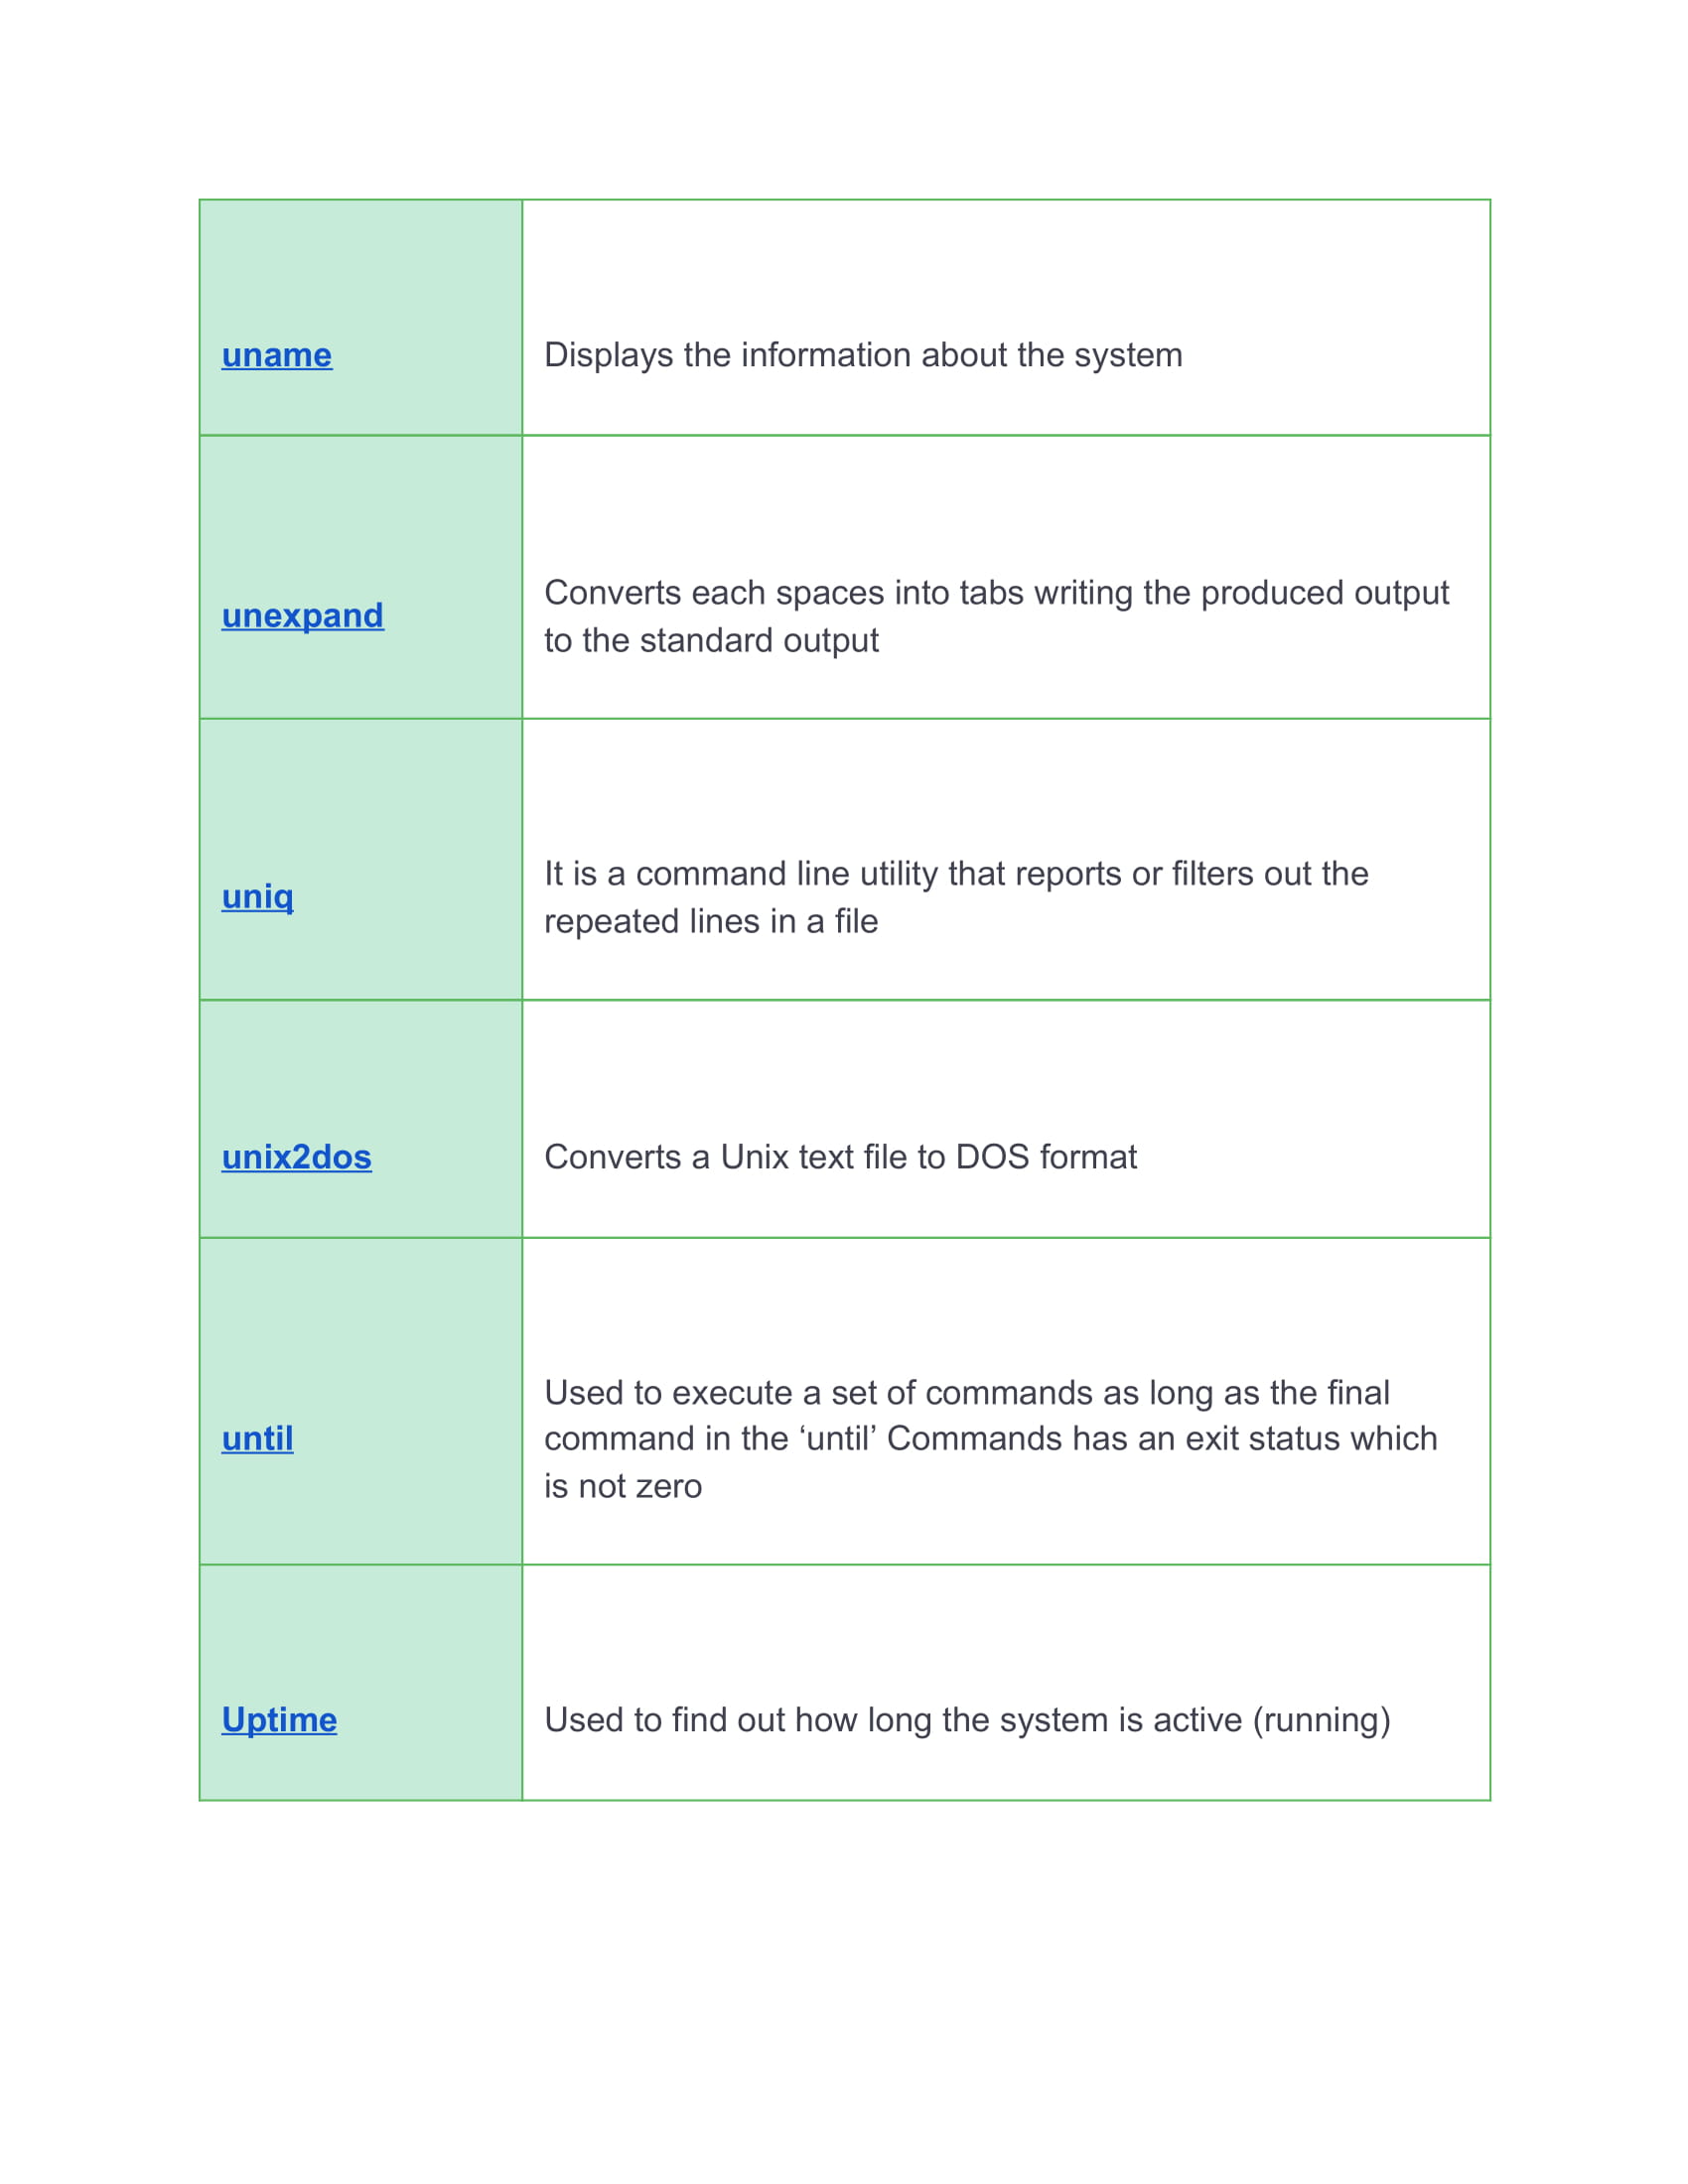 uname
Displays the information about the system
unexpand
Converts each spaces into tabs writing the produced output
to the standard output
uniq
It is a command line utility that reports or filters out the
repeated lines in a file
unix2dos
Converts a Unix text file to DOS format
until
Used to execute a set of commands as long as the final
command in the ‘until’ Commands has an exit status which
is not zero
Uptime
Used to find out how long the system is active (running)